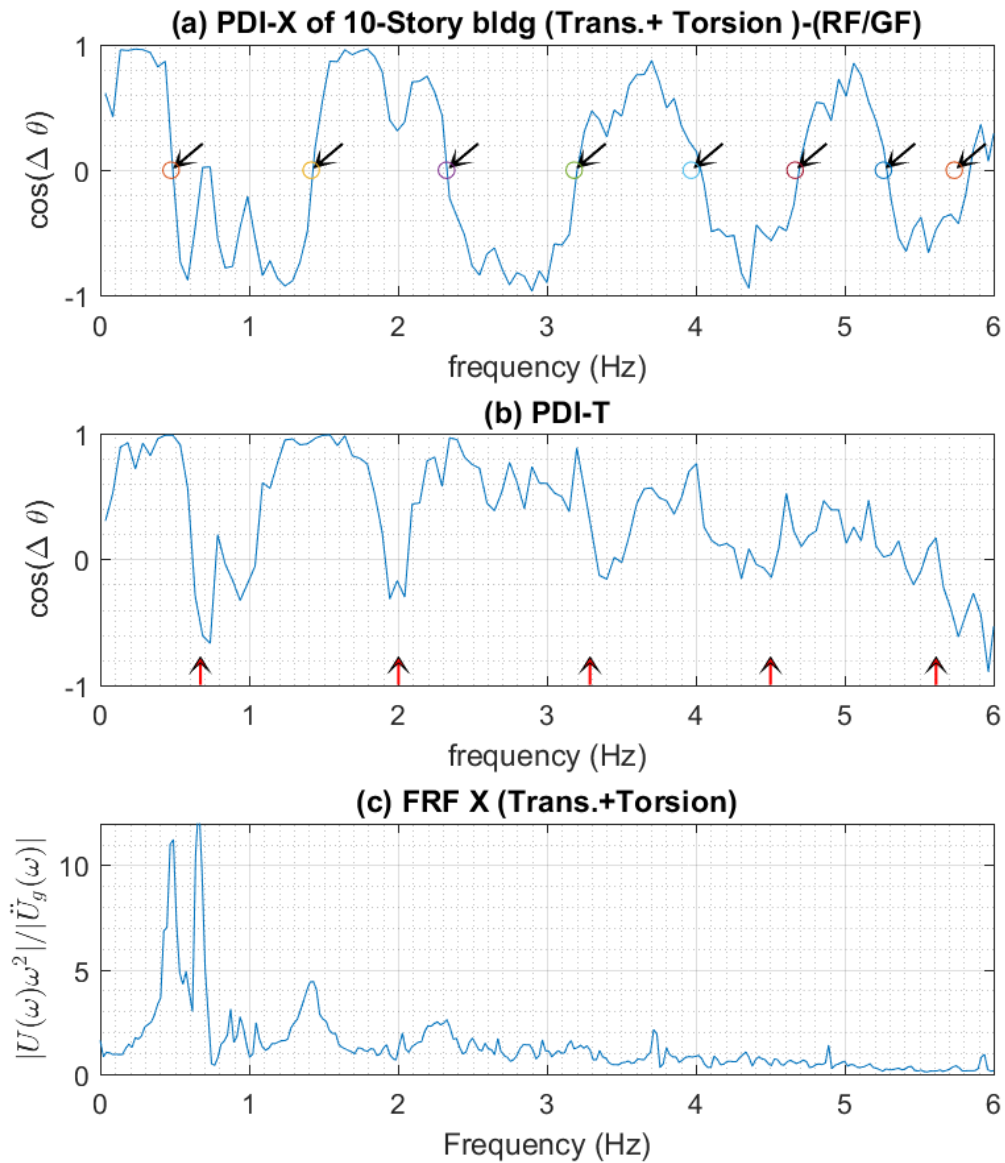 (a) PDI-X of 10-Story bldg (Trans.+ Torsion )-(RF/GF)
cos(Δ θ)
1
0
-1
0 1 2 3 4 5 6
frequency (Hz)
(b) PDI-T
cos(Δ θ)
1
0
-1
0 1 2 3 4 5 6
frequency (Hz)
(c) FRF X (Trans.+Torsion)
|U(ω)ω²|/|Ü_g(ω)|
10
5
0
0 1 2 3 4 5 6
Frequency (Hz)